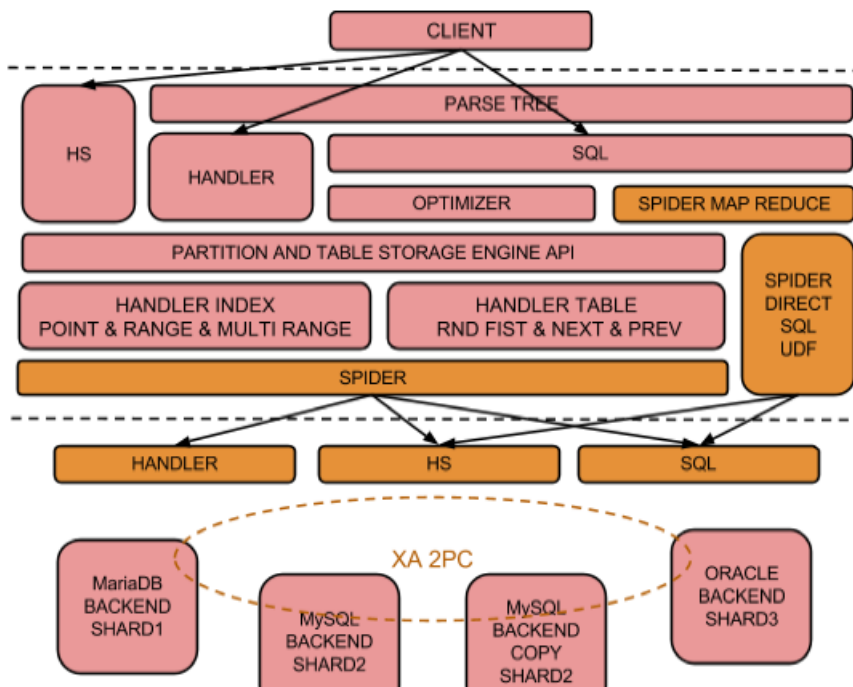 CLIENT
PARSE TREE
HS
HANDLER
SQL
OPTIMIZER
SPIDER MAP REDUCE
PARTITION AND TABLE STORAGE ENGINE API
HANDLER INDEX
POINT & RANGE & MULTI RANGE
HANDLER TABLE
RND FIST & NEXT & PREV
SPIDER
DIRECT
SQL
UDF
SPIDER
HANDLER
HS
SQL
XA 2PC
MariaDB
BACKEND
SHARD1
MySQL
BACKEND
SHARD2
MySQL
BACKEND
COPY
SHARD2
ORACLE
BACKEND
SHARD3